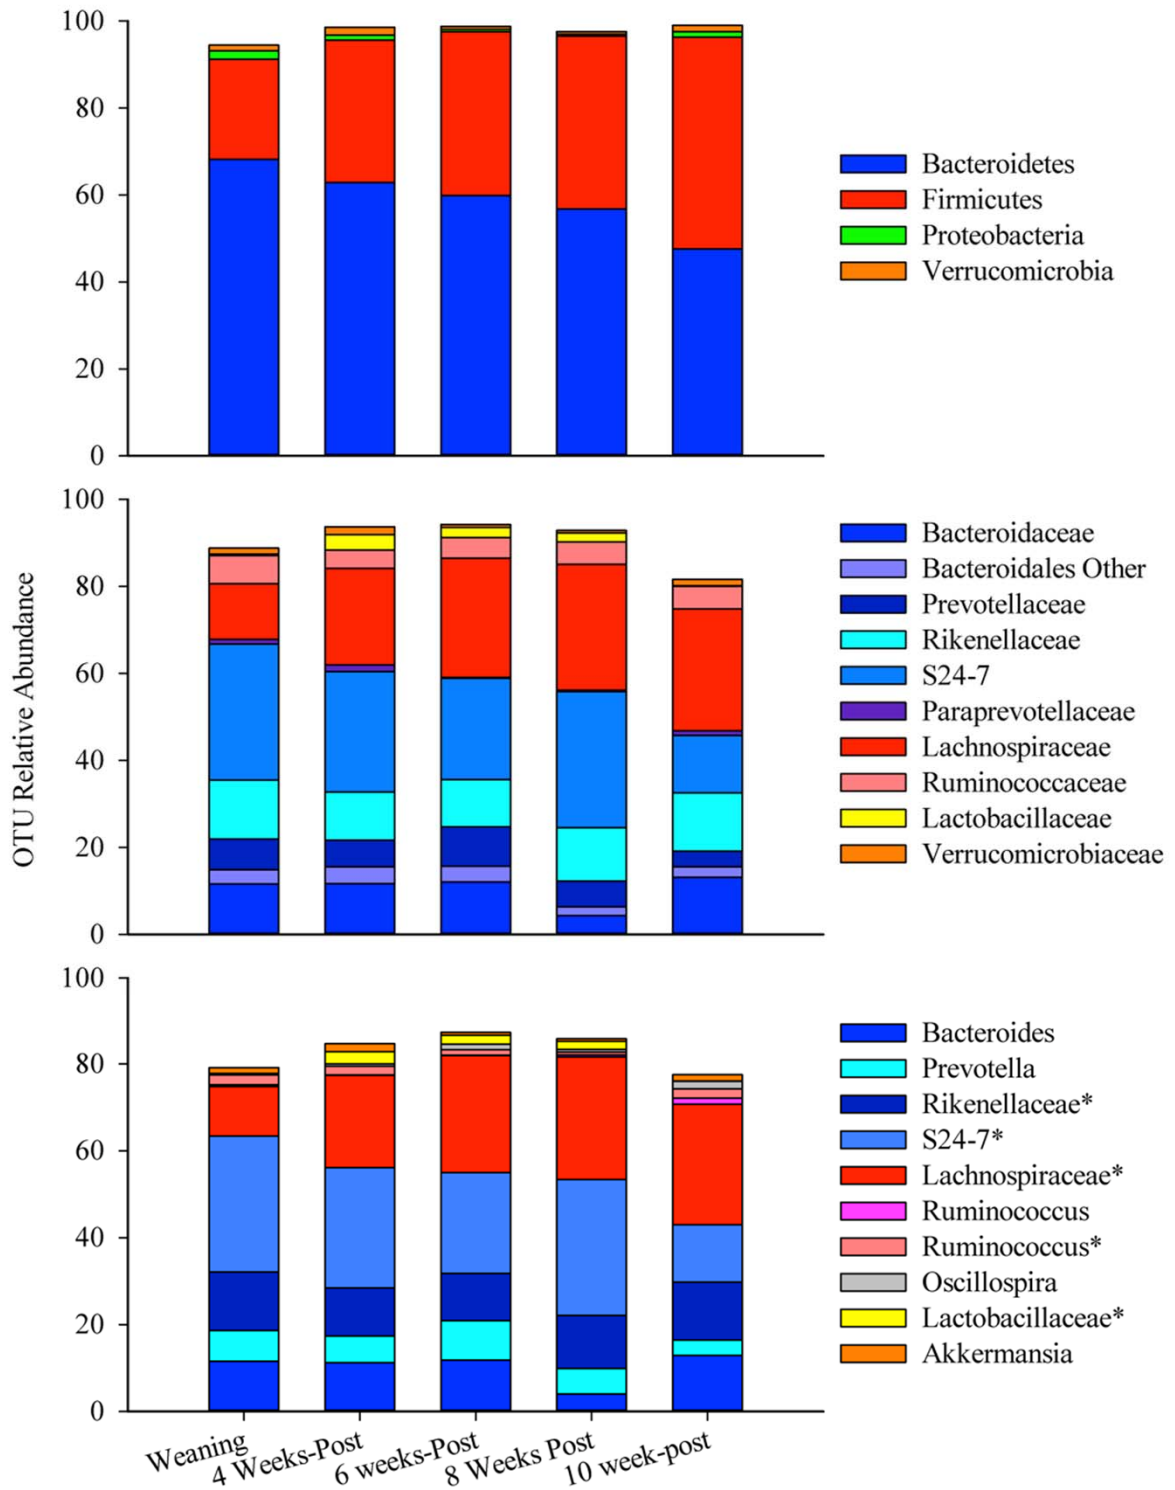 100
80
60
40
20
0
Bacteroidetes
Firmicutes
Proteobacteria
Verrucomicrobia
OTU Relative Abundance
100
80
60
40
20
0
Bacteroidaceae
Bacteroidales Other
Prevotellaceae
Rikenellaceae
S24-7
Paraprevotellaceae
Lachnospiraceae
Ruminococcaceae
Lactobacillaceae
Verrucomicrobiaceae
100
80
60
40
20
0
Bacteroides
Prevotella
Rikenellaceae*
S24-7*
Lachnospiraceae*
Ruminococcus
Ruminococcus*
Oscillospira
Lactobacillaceae*
Akkermansia
Weaning
4 Weeks-Post
6 weeks-Post
8 Weeks Post
10 week-post